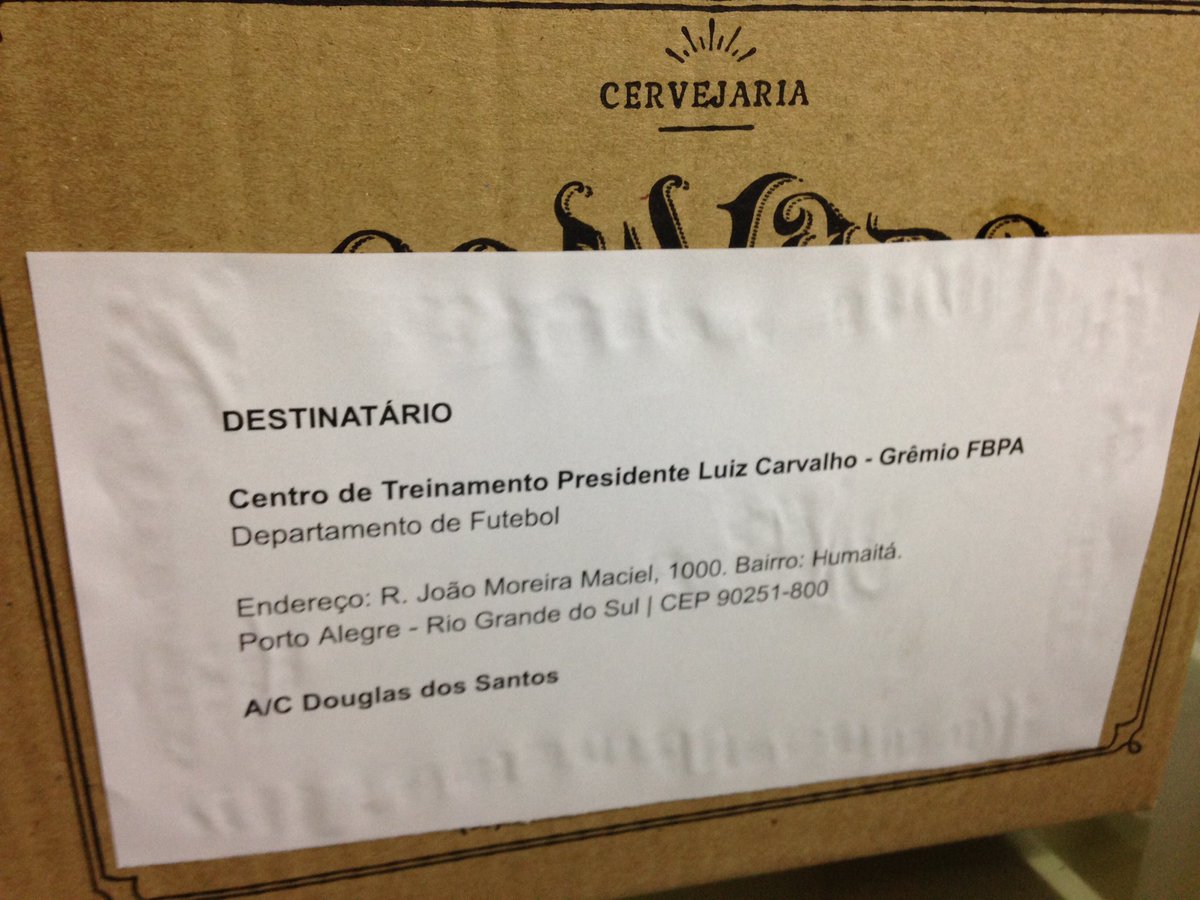 CERVEJARIA
DESTINATÁRIO
Centro de Treinamento Presidente Luiz Carvalho - Grêmio FBPA
Departamento de Futebol
Endereço: R. João Moreira Maciel, 1000. Bairro: Humaitá.
Porto Alegre - Rio Grande do Sul | CEP 90251-800
A/C Douglas dos Santos